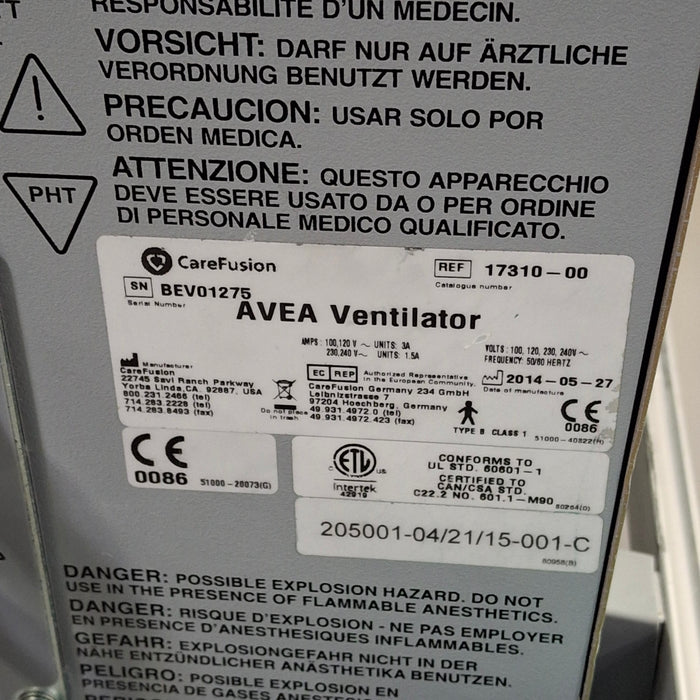 RESPONSABILITÉ D'UN MÉDECIN.
VORSICHT: DARF NUR AUF ÄRZTLICHE
VERORDNUNG BENUTZT WERDEN.
!
PRECAUCION: USAR SOLO POR
ORDEN MEDICA.
PHT
ATTENZIONE: QUESTO APPARECCHIO
DEVE ESSERE USATO DA O PER ORDINE
DI PERSONALE MEDICO QUALIFICATO.
CareFusion
REF 17310-00
Catalogue number
SN BEV01275
Serial Number
AVEA Ventilator
AMPS: 100,120 V ~ UNITS: 3A
230,240 V~ UNITS: 1.5A
VOLTS: 100, 120, 230, 240V ~
FREQUENCY: 50/60 HERTZ
Manufacturer
CareFusion
22745 Savi Ranch Parkway
Yorba Linda,CA. 92887, USA
800.231.2466 (tel)
714.283.2228 (tel)
714.283.8493 (fax)
Do not place
in trash
EC REP Authorized Representative
in the European Community.
CareFusion Germany 234 GmbH
Leibnizstrasse 7
97204 Hoechberg, Germany
49.931.4972.0 (tel)
49.931.4972.423 (fax)
2014-05-27
Date of manufacture
TYPE B CLASS 1
CE
0086
51000-40822(H)
CE
0086
51000-20073(G)
ETL
us
Intertek
42919
CONFORMS TO
UL STD. 60601-1
CERTIFIED TO
CAN/CSA STD.
C22.2 NO. 601.1-M90
80264(D)
205001-04/21/15-001-C
80958(B)
DANGER: POSSIBLE EXPLOSION HAZARD. DO NOT
USE IN THE PRESENCE OF FLAMMABLE ANESTHETICS.
DANGER: RISQUE D'EXPLOSION - NE PAS EMPLOYER
EN PRESENCE D'ANESTHESIQUES INFLAMMABLES.
GEFAHR: EXPLOSIONGEFAHR NICHT IN DER
NÄHE ENTZÜNDLICHER ANÄSTHETIKA BENUTZEN.
PELIGRO: POSIBLE EXPLOSION EN
PRESENCIA DE GASES